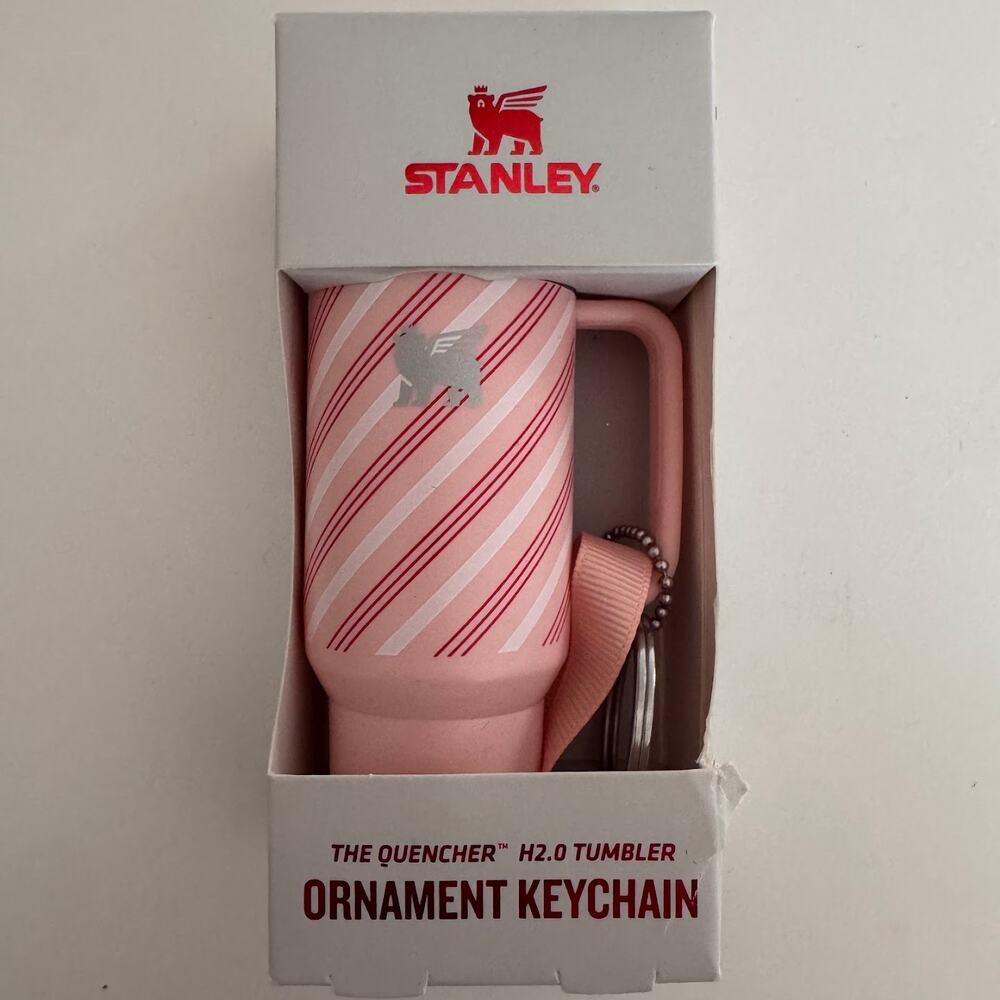 STANLEY®
THE QUENCHER™ H2.0 TUMBLER
ORNAMENT KEYCHAIN